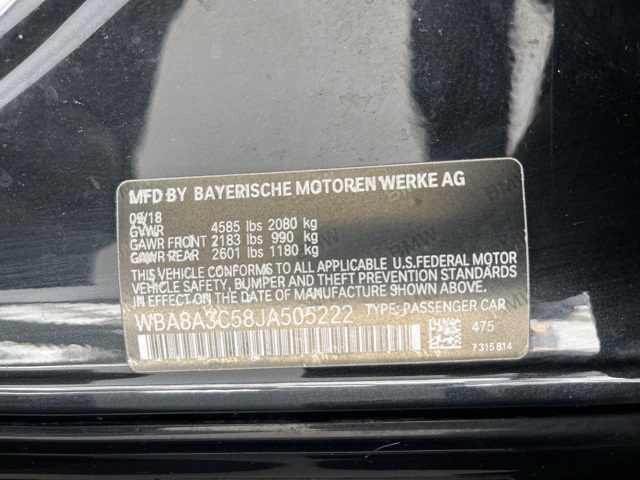 MFD BY BAYERISCHE MOTOREN WERKE AG
05/18
GVWR 4585 lbs 2080 kg
GAWR FRONT 2183 lbs 990 kg
GAWR REAR 2601 lbs 1180 kg
THIS VEHICLE CONFORMS TO ALL APPLICABLE U.S.FEDERAL MOTOR
VEHICLE SAFETY, BUMPER, AND THEFT PREVENTION STANDARDS
IN EFFECT ON THE DATE OF MANUFACTURE SHOWN ABOVE.
WBA8A3C58JA505222 TYPE:PASSENGER CAR
475
7315814